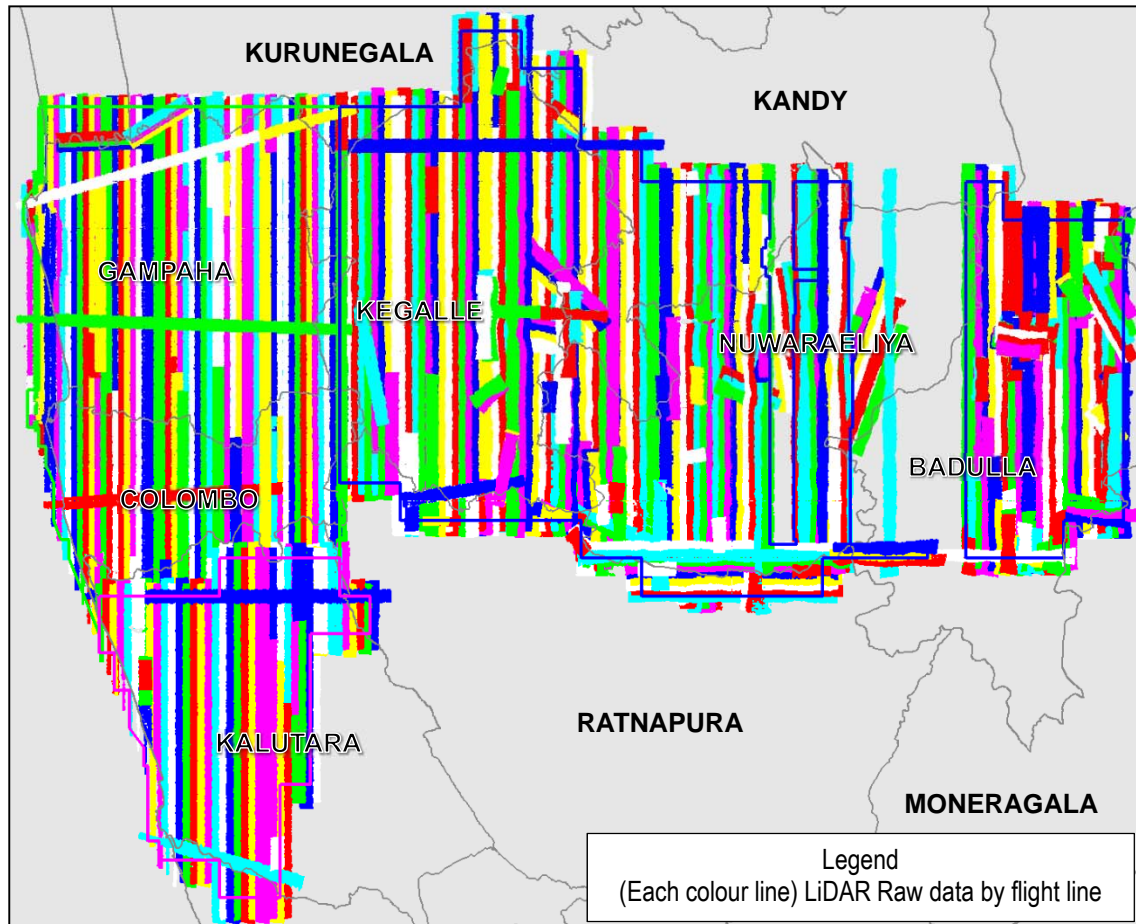 KURUNEGALA
KANDY
GAMPAHA
KEGALLE
NUWARAELIYA
BADULLA
COLOMBO
RATNAPURA
KALUTARA
MONERAGALA
Legend
(Each colour line) LiDAR Raw data by flight line